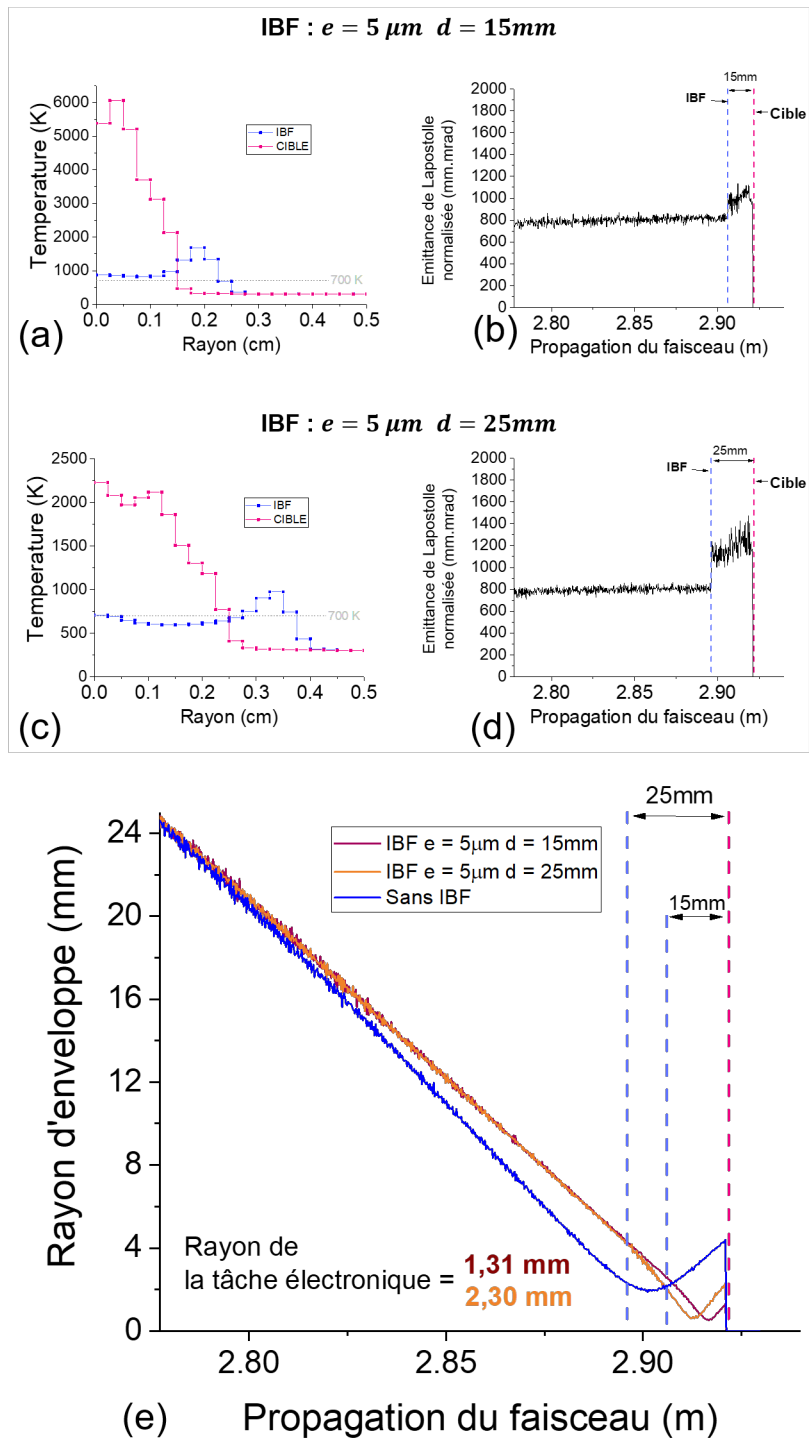 IBF : e = 5 μm d = 15mm
Temperature (K)
6000
5000
4000
3000
2000
1000
0
IBF
CIBLE
700 K
0.0
0.1
0.2
0.3
0.4
0.5
Rayon (cm)
(a)
Emittance de Lapostolle
normalisée (mm.mrad)
2000
1800
1600
1400
1200
1000
800
600
400
200
0
15mm
IBF
Cible
2.80
2.85
2.90
Propagation du faisceau (m)
(b)
IBF : e = 5 μm d = 25mm
Temperature (K)
2500
2000
1500
1000
500
0
IBF
CIBLE
700 K
0.0
0.1
0.2
0.3
0.4
0.5
Rayon (cm)
(c)
Emittance de Lapostolle
normalisée (mm.mrad)
2000
1800
1600
1400
1200
1000
800
600
400
200
0
25mm
IBF
Cible
2.80
2.85
2.90
Propagation du faisceau (m)
(d)
Rayon d'enveloppe (mm)
24
20
16
12
8
4
0
25mm
IBF e = 5μm d = 15mm
IBF e = 5μm d = 25mm
Sans IBF
15mm
Rayon de
la tâche électronique = 1,31 mm
2,30 mm
2.80
2.85
2.90
(e)
Propagation du faisceau (m)